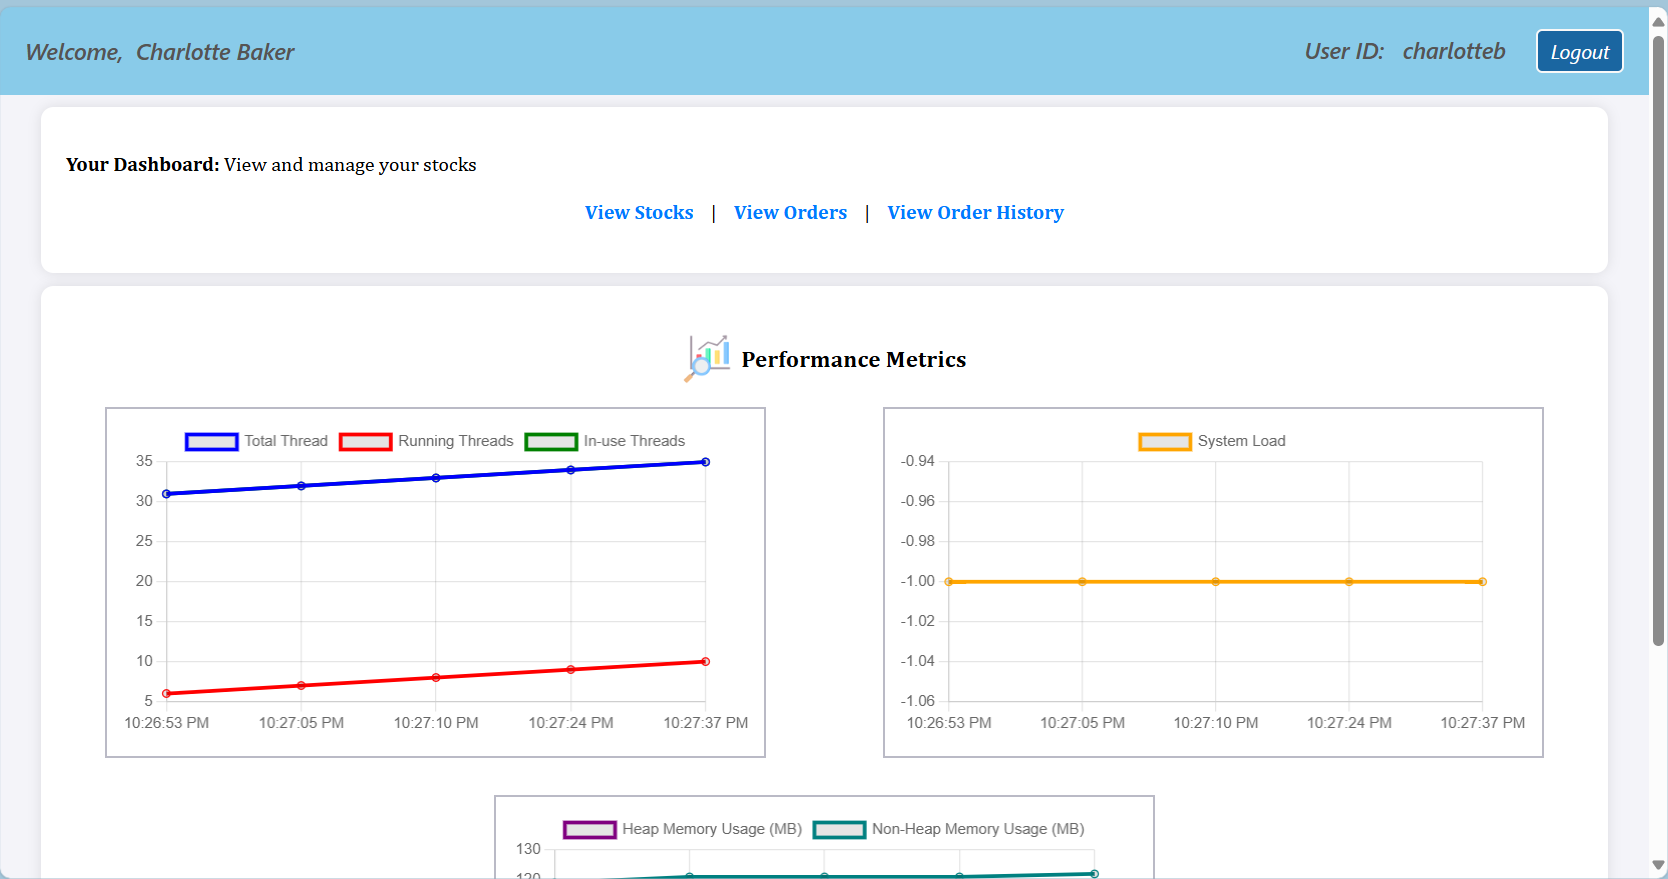 Welcome, Charlotte Baker
User ID: charlotteb
Logout
Your Dashboard: View and manage your stocks
View Stocks | View Orders | View Order History
Performance Metrics
Total Thread Running Threads In-use Threads
35
30
25
20
15
10
5
10:26:53 PM 10:27:05 PM 10:27:10 PM 10:27:24 PM 10:27:37 PM
System Load
-0.94
-0.96
-0.98
-1.00
-1.02
-1.04
-1.06
10:26:53 PM 10:27:05 PM 10:27:10 PM 10:27:24 PM 10:27:37 PM
Heap Memory Usage (MB) Non-Heap Memory Usage (MB)
130
120